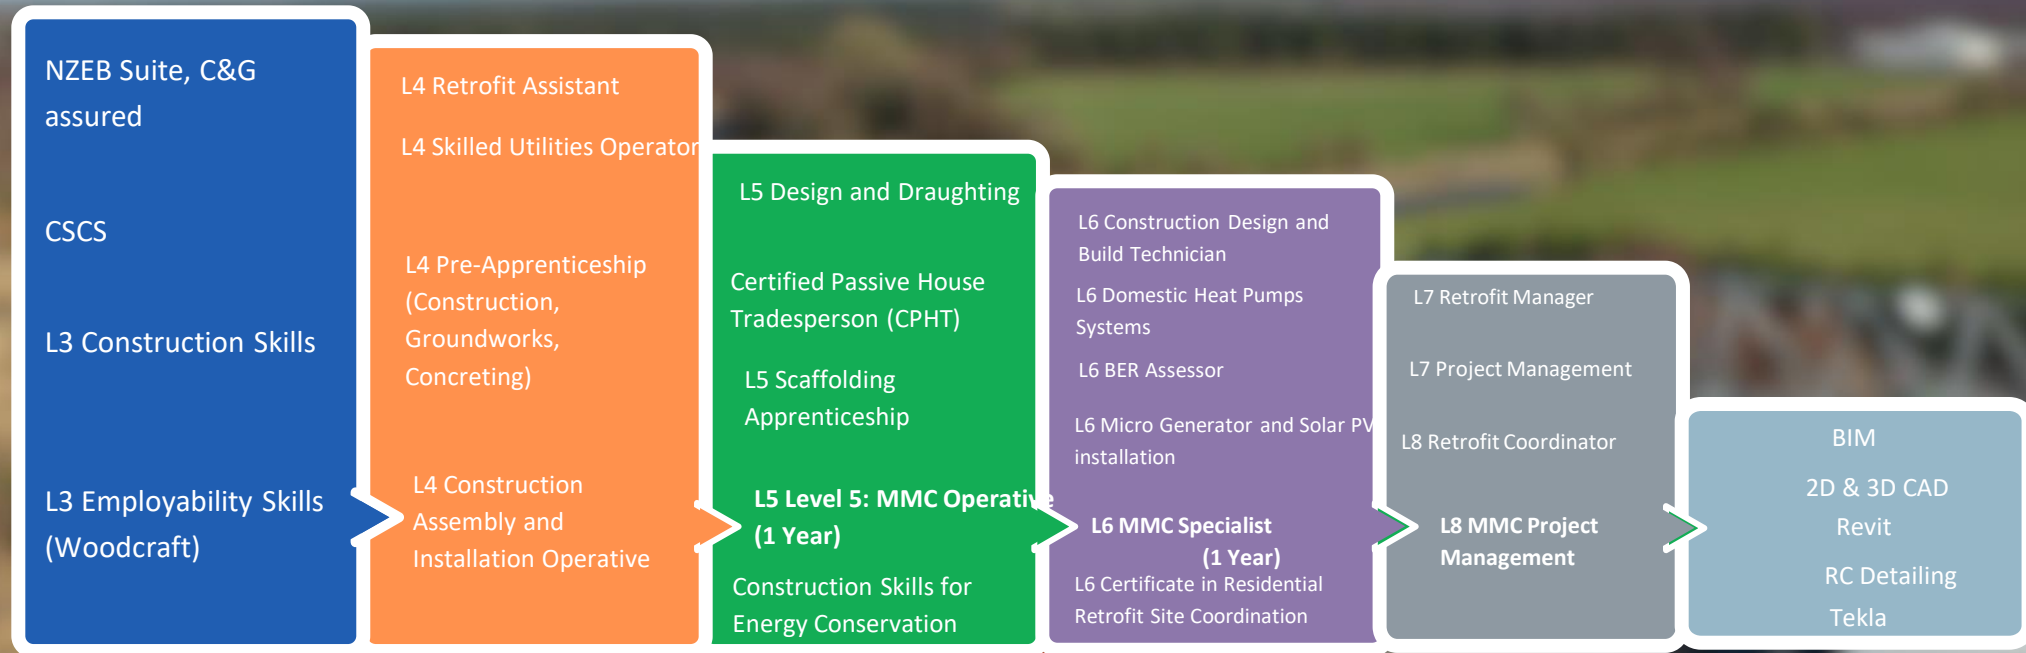 NZEB Suite, C&G
assured
CSCS
L3 Construction Skills
L3 Employability Skills
(Woodcraft)
L4 Retrofit Assistant
L4 Skilled Utilities Operator
L4 Pre-Apprenticeship
(Construction,
Groundworks,
Concreting)
L4 Construction
Assembly and
Installation Operative
L5 Design and Draughting
Certified Passive House
Tradesperson (CPHT)
L5 Scaffolding
Apprenticeship
L5 Level 5: MMC Operative
(1 Year)
Construction Skills for
Energy Conservation
L6 Construction Design and
Build Technician
L6 Domestic Heat Pumps
Systems
L6 BER Assessor
L6 Micro Generator and Solar PV
installation
L6 MMC Specialist
(1 Year)
L6 Certificate in Residential
Retrofit Site Coordination
L7 Retrofit Manager
L7 Project Management
L8 Retrofit Coordinator
L8 MMC Project
Management
BIM
2D & 3D CAD
Revit
RC Detailing
Tekla